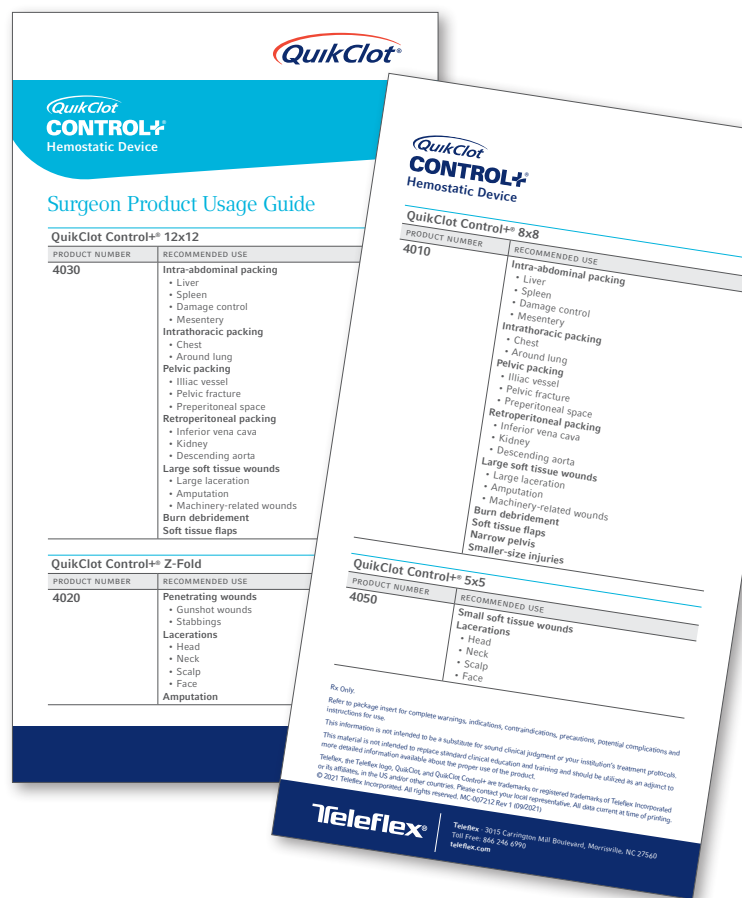 QuikClot®
QuikClot
CONTROL+®
Hemostatic Device
Surgeon Product Usage Guide
QuikClot Control+® 12x12
PRODUCT NUMBER RECOMMENDED USE
4030 Intra-abdominal packing
• Liver
• Spleen
• Damage control
• Mesentery
Intrathoracic packing
• Chest
• Around lung
Pelvic packing
• Illiac vessel
• Pelvic fracture
• Preperitoneal space
Retroperitoneal packing
• Inferior vena cava
• Kidney
• Descending aorta
Large soft tissue wounds
• Large laceration
• Amputation
• Machinery-related wounds
Burn debridement
Soft tissue flaps
QuikClot Control+® Z-Fold
PRODUCT NUMBER RECOMMENDED USE
4020 Penetrating wounds
• Gunshot wounds
• Stabbings
Lacerations
• Head
• Neck
• Scalp
• Face
Amputation
QuikClot
CONTROL+®
Hemostatic Device
QuikClot Control+® 8x8
PRODUCT NUMBER RECOMMENDED USE
4010 Intra-abdominal packing
• Liver
• Spleen
• Damage control
• Mesentery
Intrathoracic packing
• Chest
• Around lung
Pelvic packing
• Illiac vessel
• Pelvic fracture
• Preperitoneal space
Retroperitoneal packing
• Inferior vena cava
• Kidney
• Descending aorta
Large soft tissue wounds
• Large laceration
• Amputation
• Machinery-related wounds
Burn debridement
Soft tissue flaps
Narrow pelvis
Smaller-size injuries
QuikClot Control+® 5x5
PRODUCT NUMBER RECOMMENDED USE
4050 Small soft tissue wounds
Lacerations
• Head
• Neck
• Scalp
• Face
Rx Only.
Refer to package insert for complete warnings, indications, contraindications, precautions, potential complications and
instructions for use.
This information is not intended to be a substitute for sound clinical judgment or your institution's treatment protocols.
This material is not intended to replace standard clinical education and training and should be utilized as an adjunct to
more detailed information available about the proper use of the product.
Teleflex, the Teleflex logo, QuikClot, and QuikClot Control+ are trademarks or registered trademarks of Teleflex Incorporated
or its affiliates, in the US and/or other countries. Please contact your local representative. All data current at time of printing.
© 2021 Teleflex Incorporated. All rights reserved. MC-007212 Rev 1 (09/2021)
Teleflex®
Teleflex · 3015 Carrington Mill Boulevard, Morrisville, NC 27560
Toll Free: 866 246 6990
teleflex.com